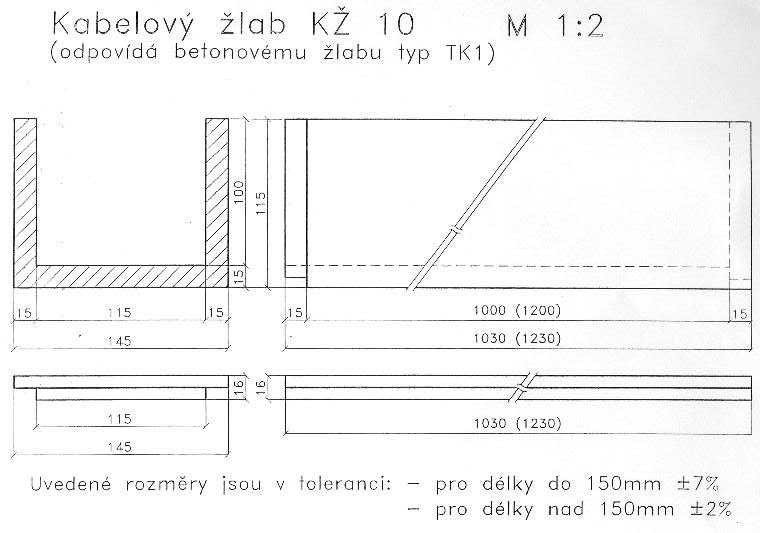 Kabelový žlab KŽ 10 M 1:2
(odpovídá betonovému žlabu typ TK1)
100
115
15
15 115 15
145
15 1000 (1200) 15
1030 (1230)
16 16
115
145
1030 (1230)
Uvedené rozměry jsou v toleranci: – pro délky do 150mm ±7%
– pro délky nad 150mm ±2%